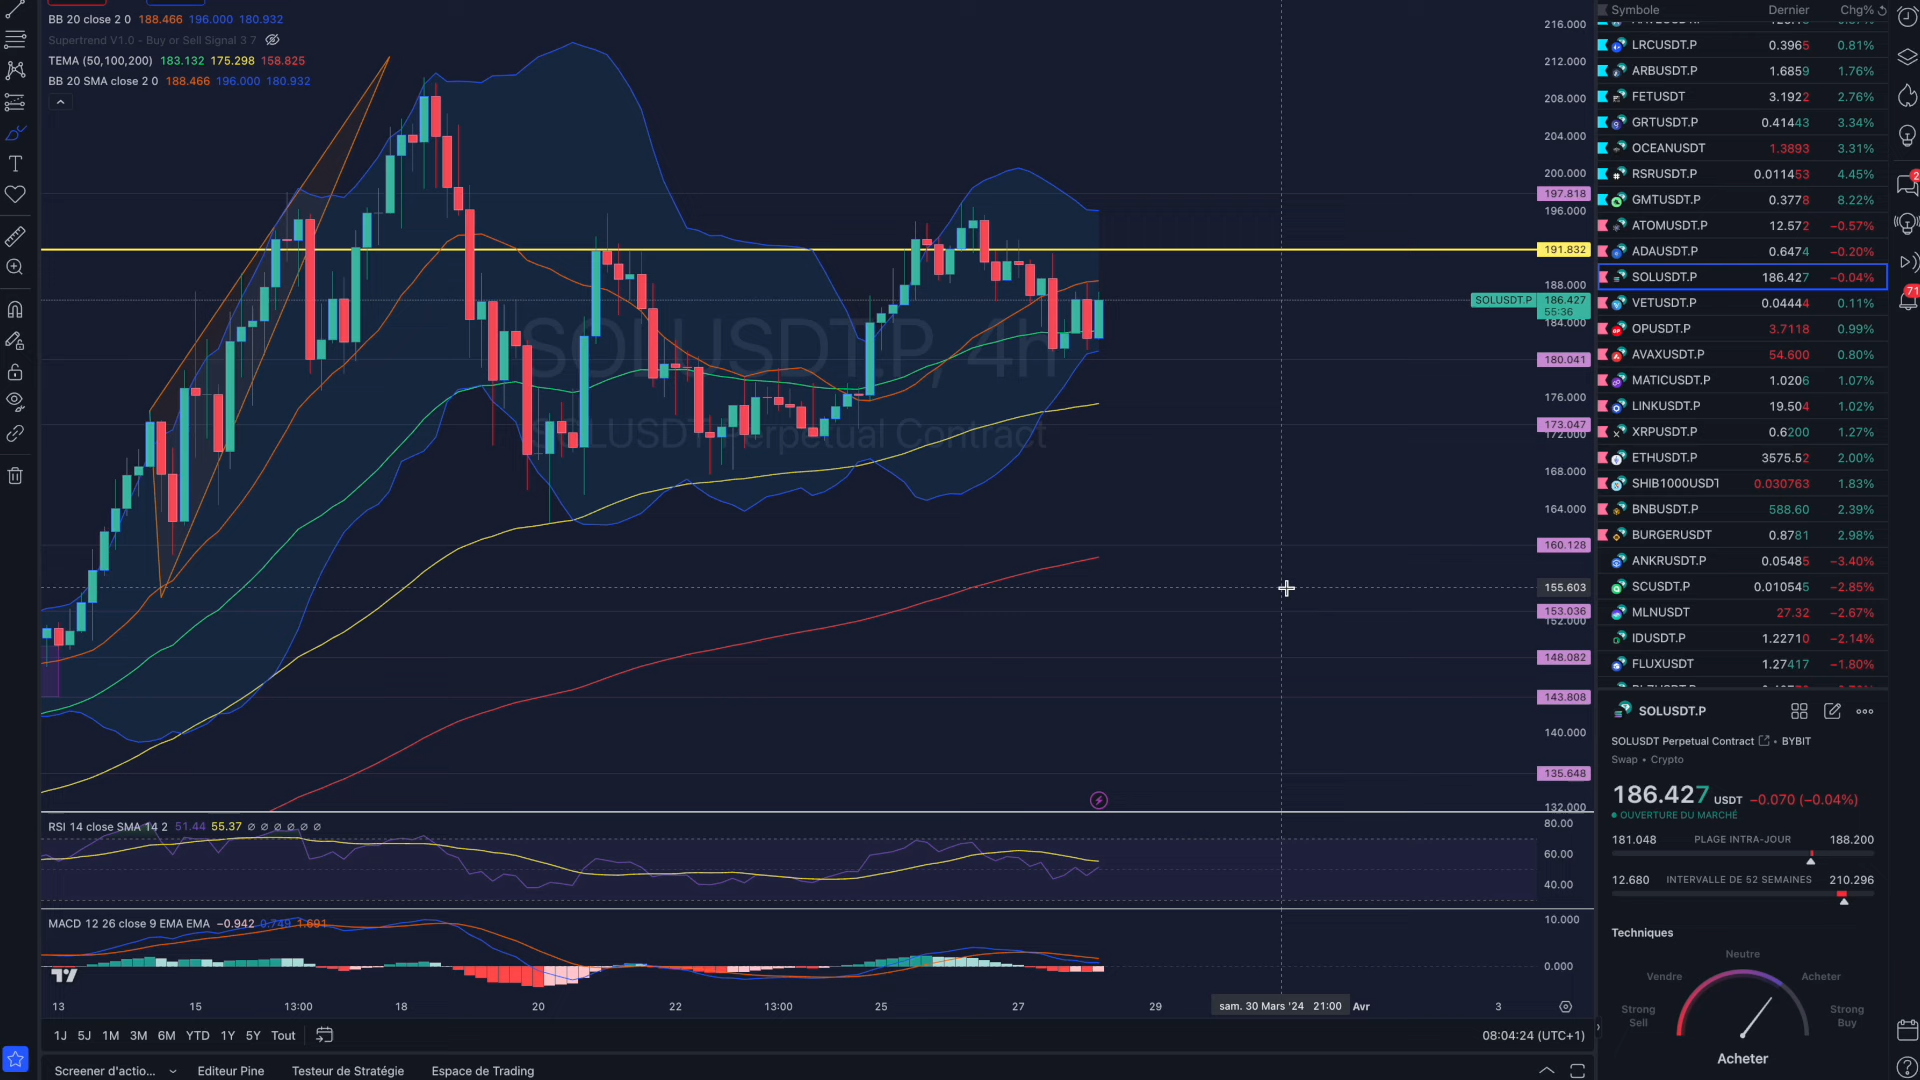 BB 20 close 2 0 188.466 196.000 180.932
Supertrend V1.0 - Buy or Sell Signal 3 7
TEMA (50,100,200) 183.132 175.298 158.825
BB 20 SMA close 2 0 188.466 196.000 180.932
SOLUSDT.P, 4h
SOLUSDT Perpetual Contract
216.000
212.000
208.000
204.000
200.000
197.818
196.000
191.832
188.000
SOLUSDT.P 186.427
55:36
184.000
180.041
176.000
173.047
172.000
168.000
164.000
160.128
155.603
153.036
152.000
148.082
143.808
140.000
135.648
132.000
RSI 14 close SMA 14 2 51.44 55.37 ∅ ∅ ∅ ∅ ∅ ∅
80.00
60.00
40.00
MACD 12 26 close 9 EMA EMA −0.942 0.749 1.691
10.000
0.000
13 15 13:00 18 20 22 13:00 25 27 29 sam. 30 Mars '24 21:00 Avr 3
1J 5J 1M 3M 6M YTD 1Y 5Y Tout
08:04:24 (UTC+1)
Screener d'actio... Editeur Pine Testeur de Stratégie Espace de Trading
Symbole Dernier Chg%
LRCUSDT.P 0.3965 0.81%
ARBUSDT.P 1.6859 1.76%
FETUSDT 3.1922 2.76%
GRTUSDT.P 0.41443 3.34%
OCEANUSDT 1.3893 3.31%
RSRUSDT.P 0.011453 4.45%
GMTUSDT.P 0.3778 8.22%
ATOMUSDT.P 12.572 −0.57%
ADAUSDT.P 0.6474 −0.20%
SOLUSDT.P 186.427 −0.04%
VETUSDT.P 0.04444 0.11%
OPUSDT.P 3.7118 0.99%
AVAXUSDT.P 54.600 0.80%
MATICUSDT.P 1.0206 1.07%
LINKUSDT.P 19.504 1.02%
XRPUSDT.P 0.6200 1.27%
ETHUSDT.P 3575.52 2.00%
SHIB1000USDT 0.030763 1.83%
BNBUSDT.P 588.60 2.39%
BURGERUSDT 0.8781 2.98%
ANKRUSDT.P 0.05485 −3.40%
SCUSDT.P 0.010545 −2.85%
MLNUSDT 27.32 −2.67%
IDUSDT.P 1.22710 −2.14%
FLUXUSDT 1.27417 −1.80%
SOLUSDT.P
SOLUSDT Perpetual Contract • BYBIT
Swap • Crypto
186.427 USDT −0.070 (−0.04%)
OUVERTURE DU MARCHÉ
181.048 PLAGE INTRA-JOUR 188.200
12.680 INTERVALLE DE 52 SEMAINES 210.296
Techniques
Neutre
Vendre Acheter
Strong Sell
Strong Buy
Acheter
2
71